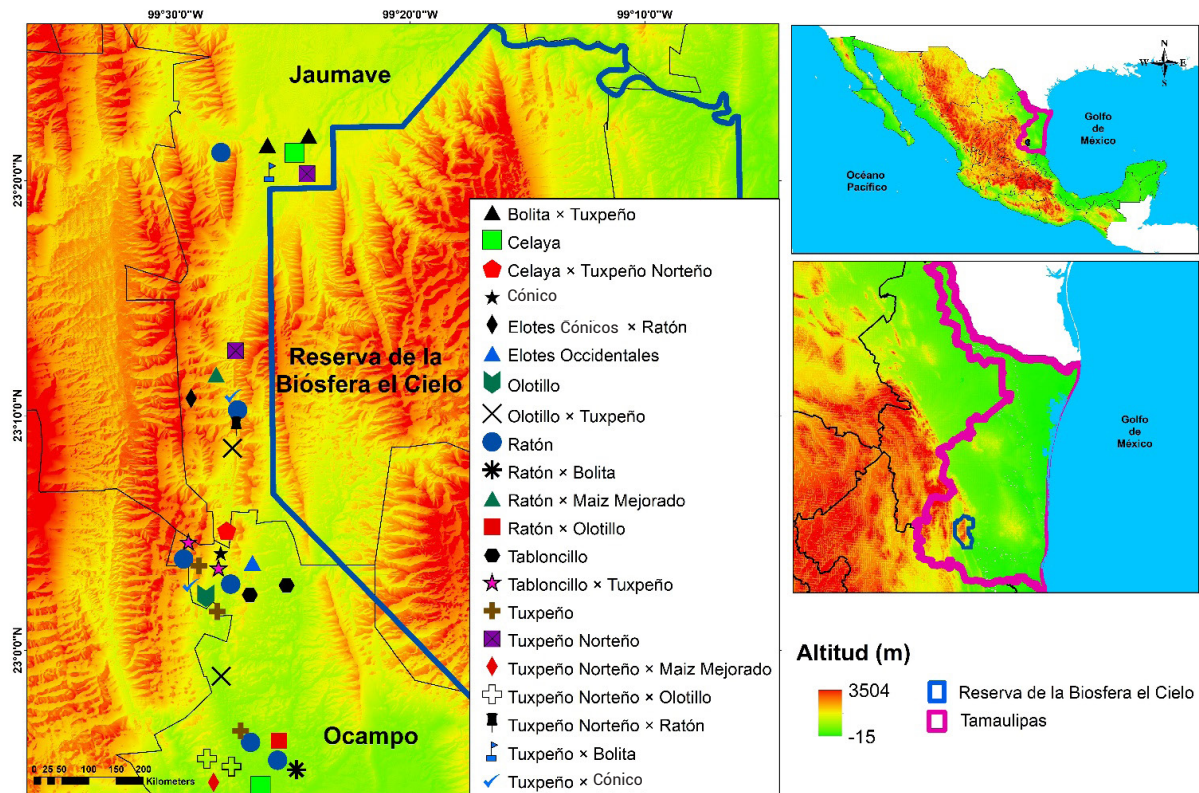 99°30'0"W
99°20'0"W
99°10'0"W
23°20'0"N
23°10'0"N
23°0'0"N
Jaumave
Reserva de la
Biósfera el Cielo
Ocampo
0 25 50 100 150 200
Kilometers
Bolita × Tuxpeño
Celaya
Celaya × Tuxpeño Norteño
Cónico
Elotes Cónicos × Ratón
Elotes Occidentales
Olotillo
Olotillo × Tuxpeño
Ratón
Ratón × Bolita
Ratón × Maiz Mejorado
Ratón × Olotillo
Tabloncillo
Tabloncillo × Tuxpeño
Tuxpeño
Tuxpeño Norteño
Tuxpeño Norteño × Maiz Mejorado
Tuxpeño Norteño × Olotillo
Tuxpeño Norteño × Ratón
Tuxpeño × Bolita
Tuxpeño × Cónico
N
W E
S
Golfo
de
México
Océano
Pacífico
Golfo
de
México
Altitud (m)
3504
-15
Reserva de la Biosfera el Cielo
Tamaulipas